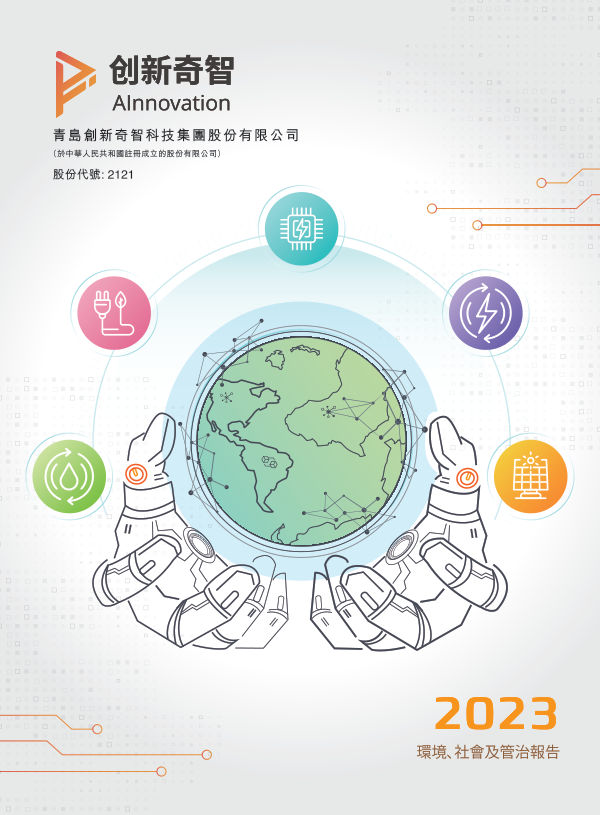 创新奇智
AInnovation
青島創新奇智科技集團股份有限公司
（於中華人民共和國註冊成立的股份有限公司）
股份代號: 2121
2023
環境、社會及管治報告